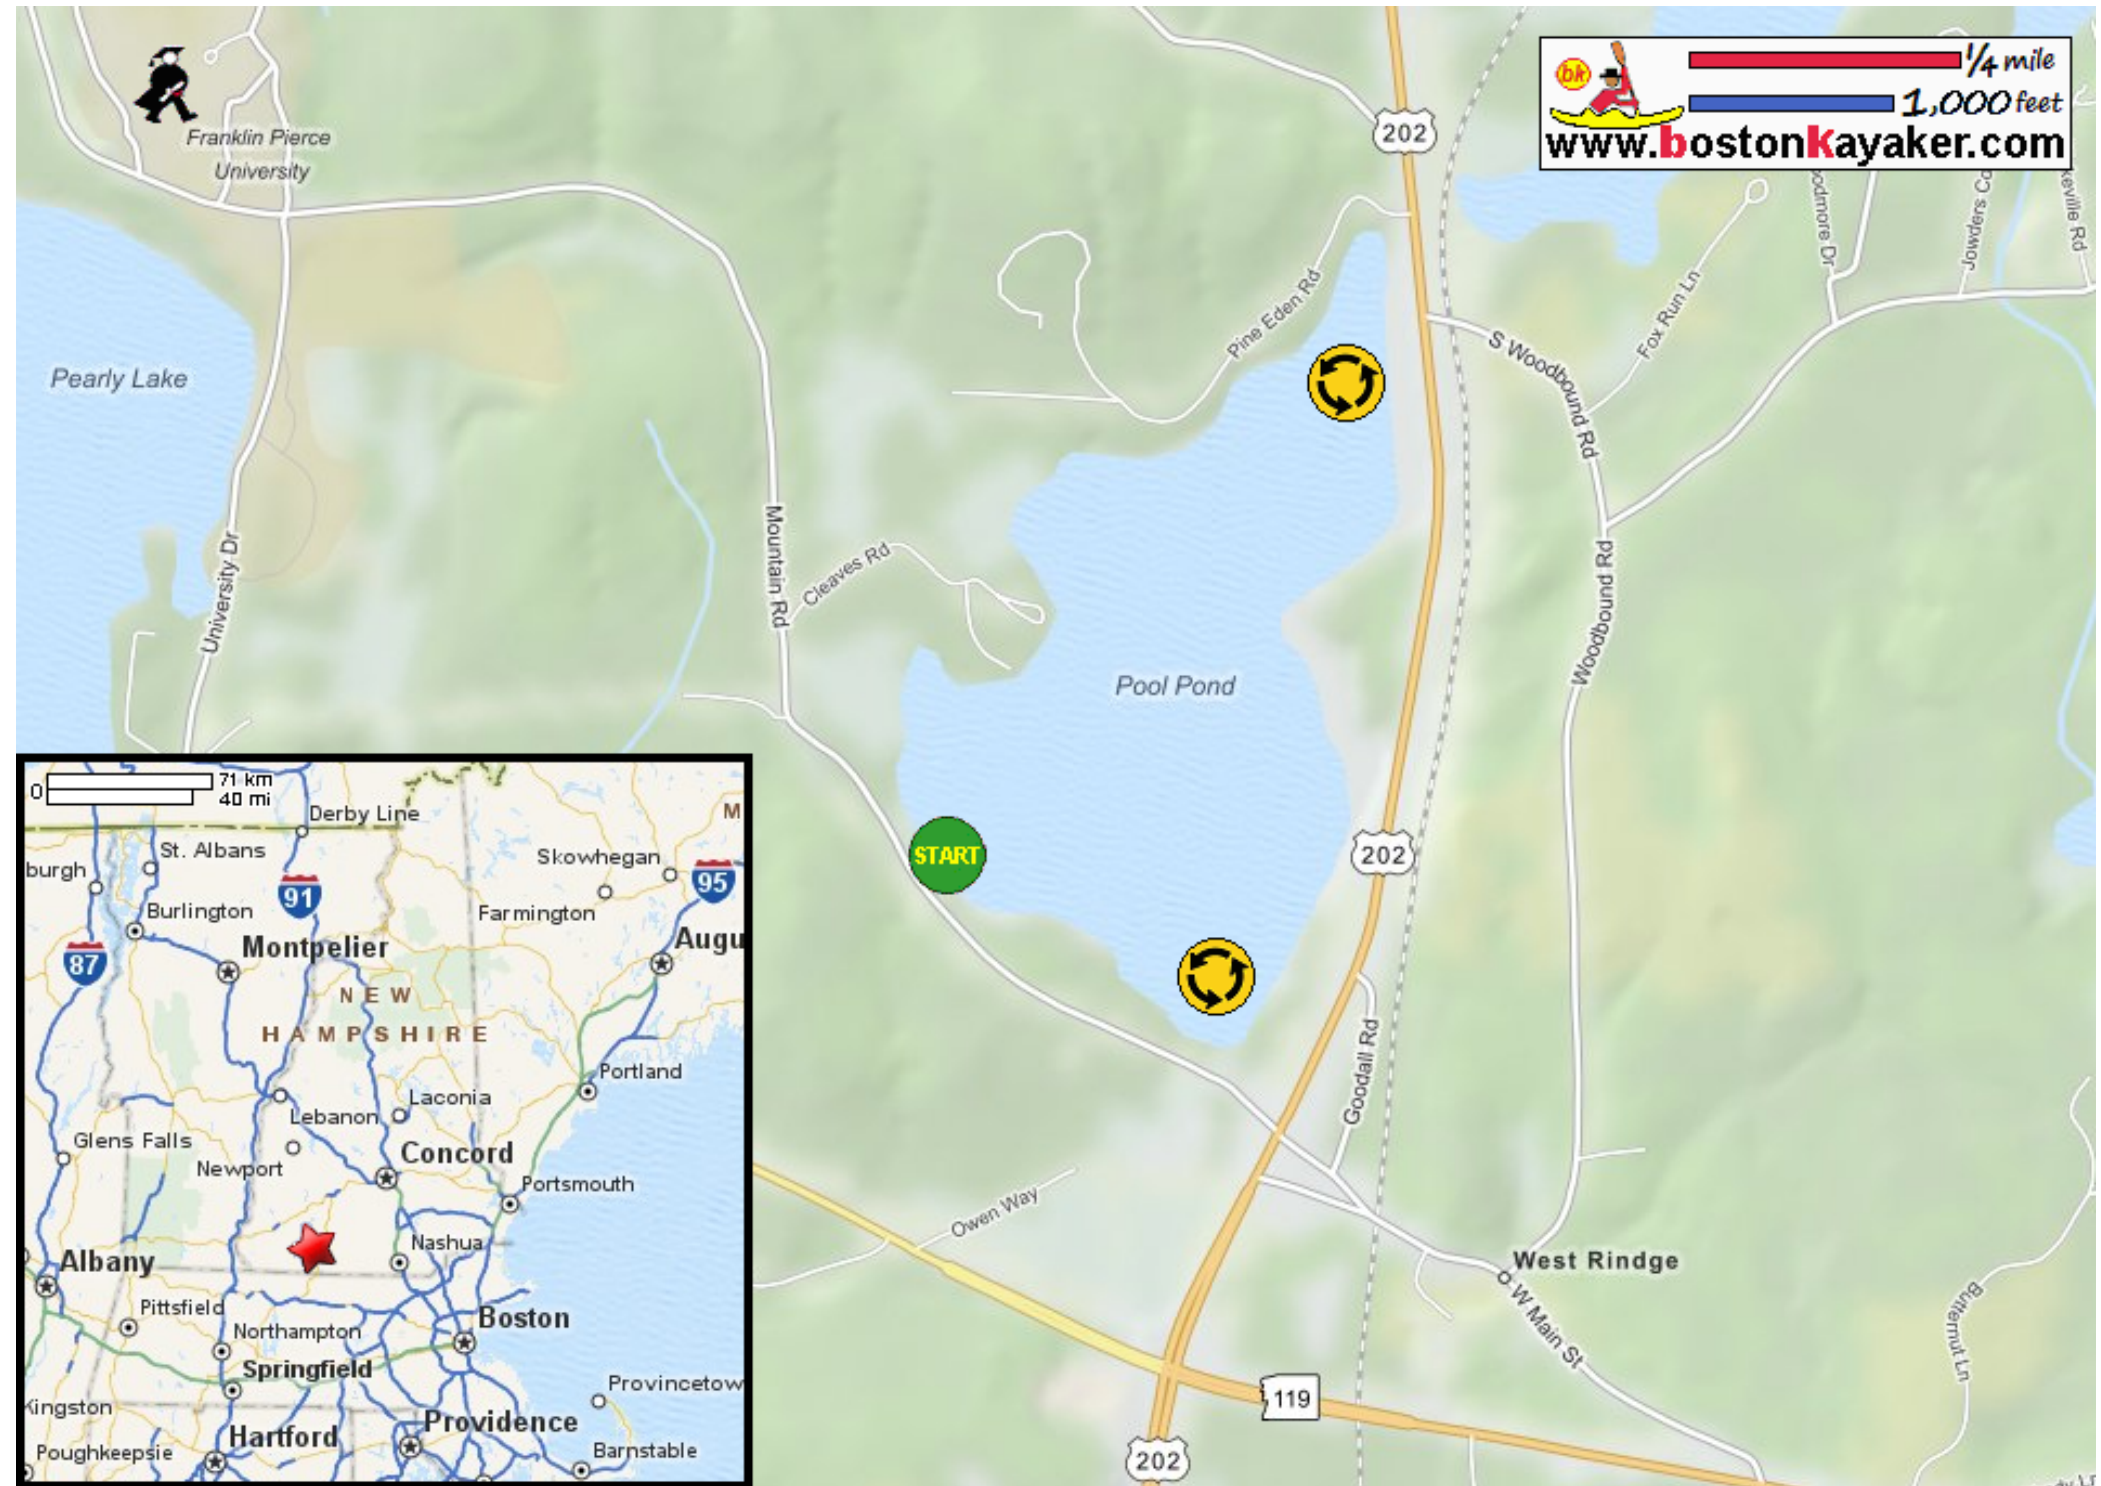 Franklin Pierce
University
202
bk
1/4 mile
1,000 feet
www.bostonkayaker.com
Pearly Lake
University Dr
Mountain Rd
Cleaves Rd
Pine Eden Rd
S Woodbound Rd
Fox Run Ln
Woodbound Rd
Pool Pond
START
202
Goodall Rd
Owen Way
West Rindge
W Main St
Butternut Ln
119
202
0
71 km
40 mi
Derby Line
M
St. Albans
burgh
Skowhegan
95
91
Burlington
Farmington
Montpelier
Augu
87
NEW
HAMPSHIRE
Portland
Laconia
Lebanon
Glens Falls
Newport
Concord
Portsmouth
Nashua
Albany
Pittsfield
Boston
Northampton
Springfield
Provincetow
Kingston
Providence
Hartford
Poughkeepsie
Barnstable